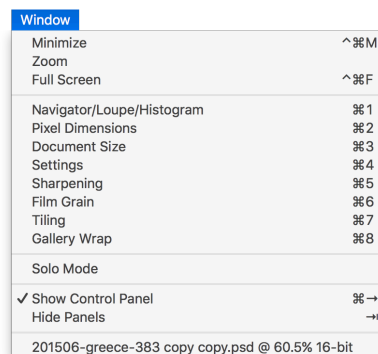 Window
Minimize ^⌘M
Zoom
Full Screen ^⌘F
Navigator/Loupe/Histogram ⌘1
Pixel Dimensions ⌘2
Document Size ⌘3
Settings ⌘4
Sharpening ⌘5
Film Grain ⌘6
Tiling ⌘7
Gallery Wrap ⌘8
Solo Mode
✓ Show Control Panel ⌘→
Hide Panels →
201506-greece-383 copy copy.psd @ 60.5% 16-bit